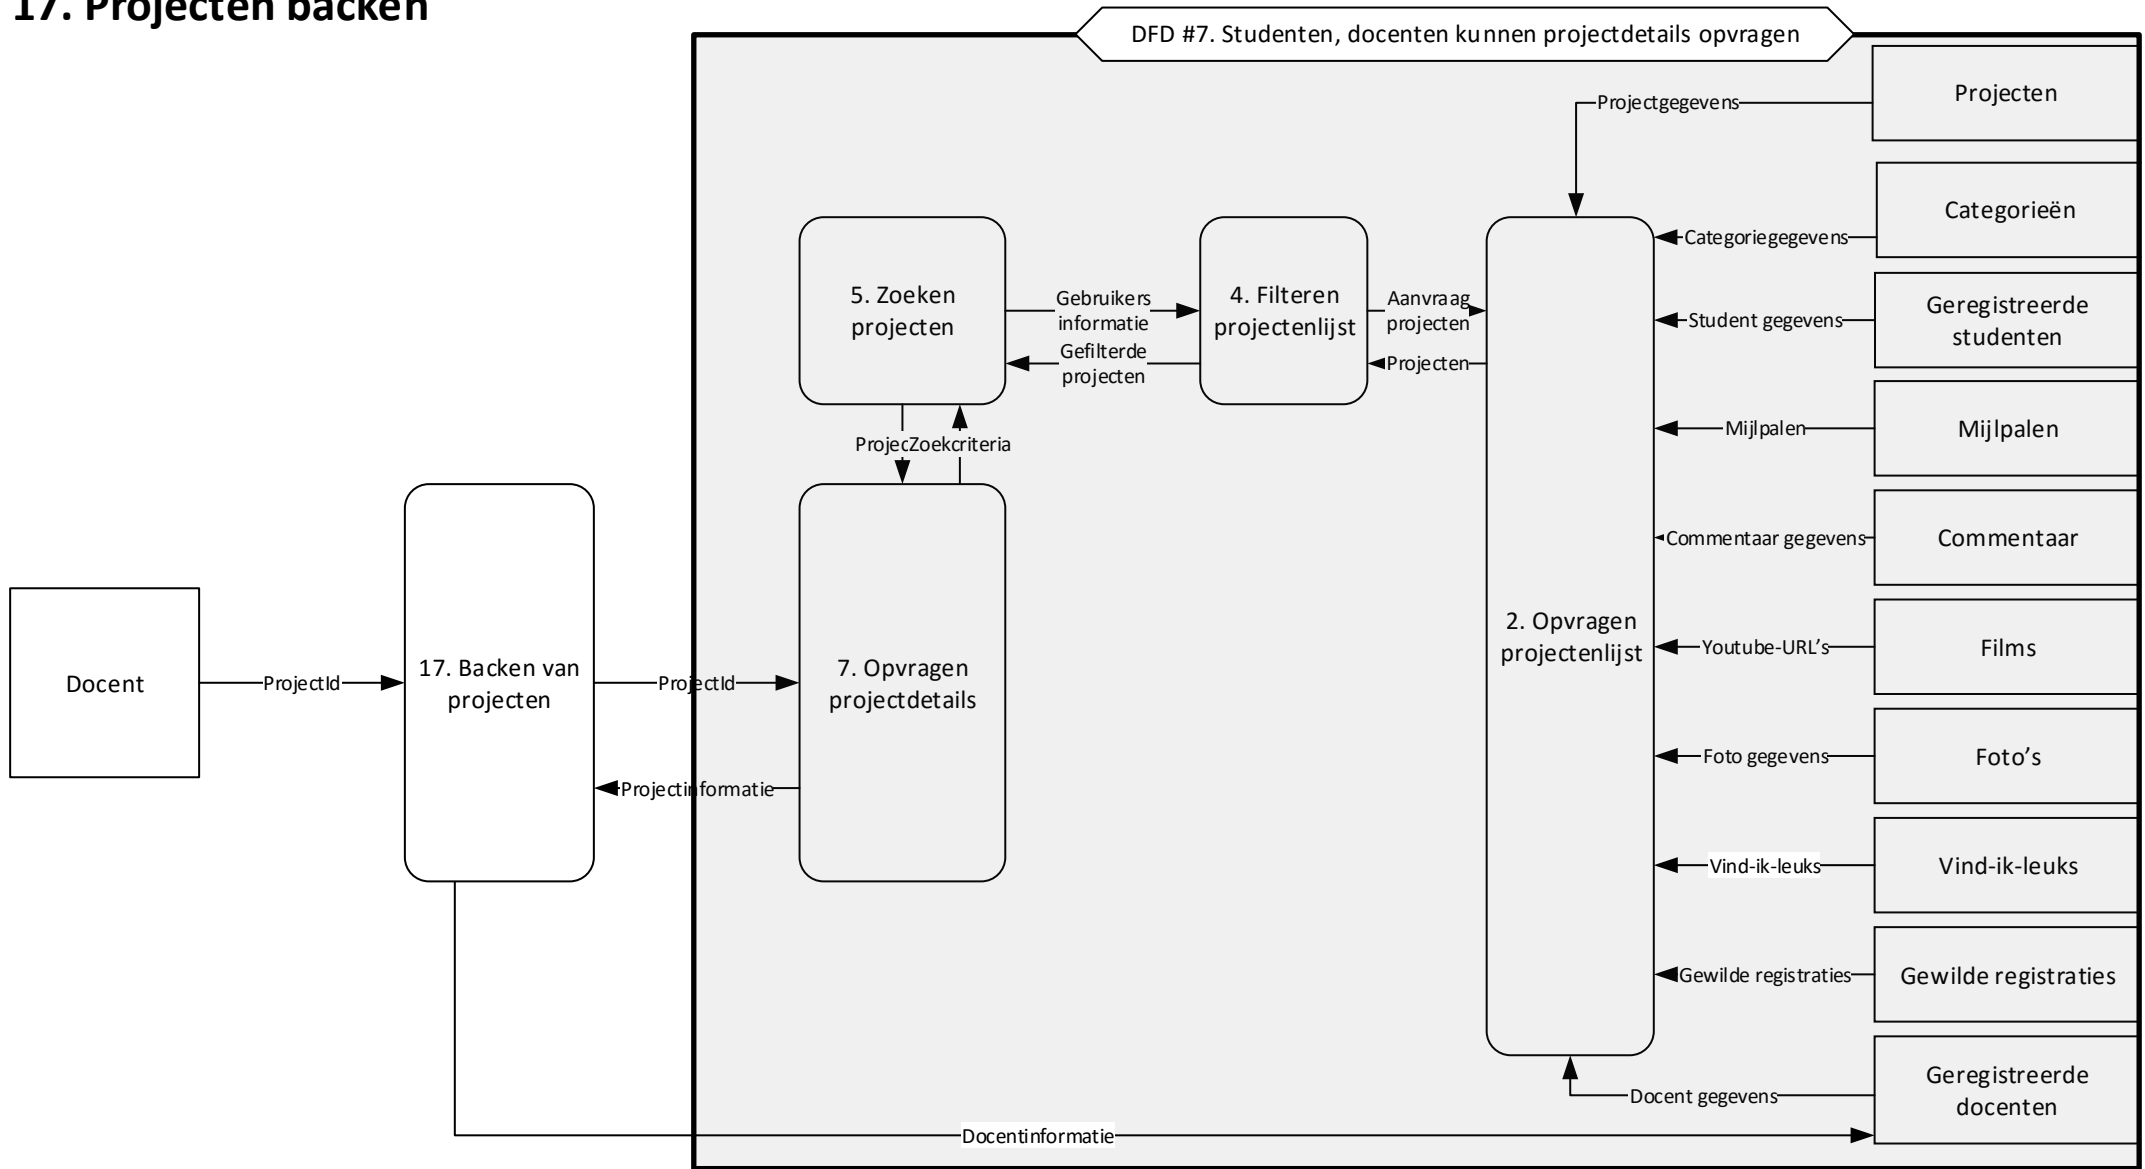 17. Projecten backen
DFD #7. Studenten, docenten kunnen projectdetails opvragen
Projectgegevens
Projecten
Categoriegegevens
Categorieën
5. Zoeken
projecten
Gebruikers
informatie
Gefilterde
projecten
4. Filteren
projectenlijst
Aanvraag
projecten
Projecten
Student gegevens
Geregistreerde
studenten
Mijlpalen
Mijlpalen
Zoekcriteria
Commentaar gegevens
Commentaar
Docent
ProjectId
17. Backen van
projecten
ProjectId
7. Opvragen
projectdetails
2. Opvragen
projectenlijst
Youtube-URL’s
Films
Projectinformatie
Foto gegevens
Foto’s
Vind-ik-leuks
Vind-ik-leuks
Gewilde registraties
Gewilde registraties
Docent gegevens
Geregistreerde
docenten
Docentinformatie